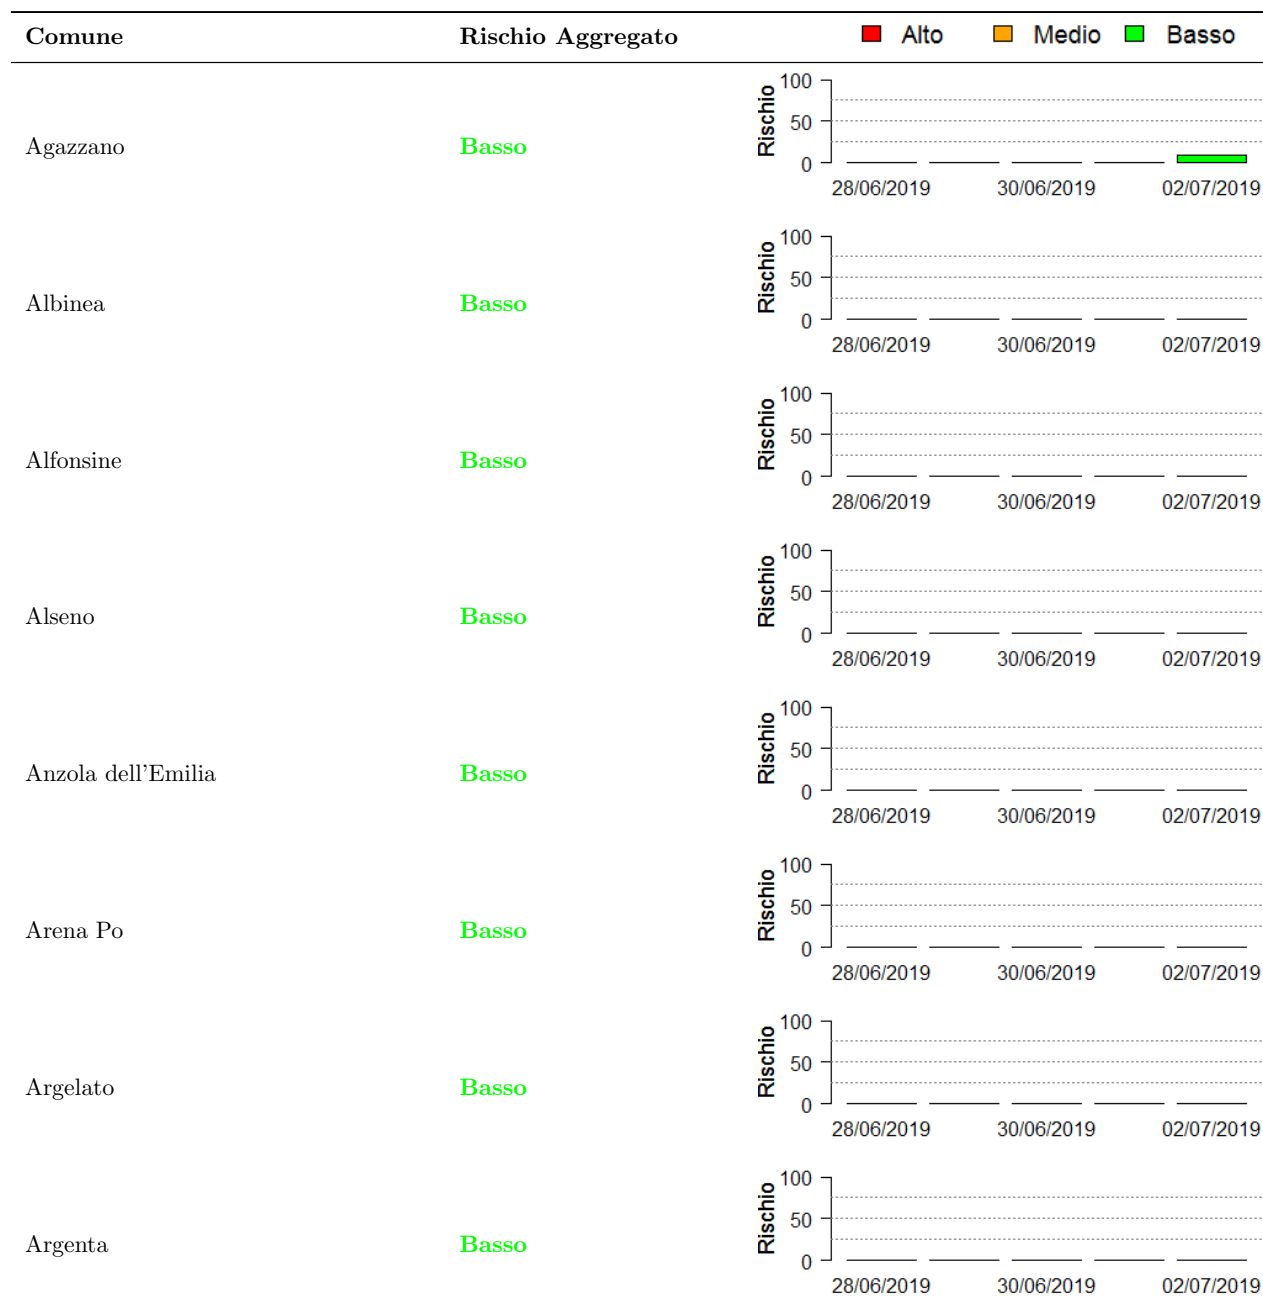 Comune Rischio Aggregato Alto Medio Basso
100
Rischio
50
Agazzano Basso
0
28/06/2019 30/06/2019 02/07/2019
100
Rischio
50
Albinea Basso
0
28/06/2019 30/06/2019 02/07/2019
100
Rischio
50
Alfonsine Basso
0
28/06/2019 30/06/2019 02/07/2019
100
Rischio
50
Alseno Basso
0
28/06/2019 30/06/2019 02/07/2019
100
Rischio
50
Anzola dell'Emilia Basso
0
28/06/2019 30/06/2019 02/07/2019
100
Rischio
50
Arena Po Basso
0
28/06/2019 30/06/2019 02/07/2019
100
Rischio
50
Argelato Basso
0
28/06/2019 30/06/2019 02/07/2019
100
Rischio
50
Argenta Basso
0
28/06/2019 30/06/2019 02/07/2019